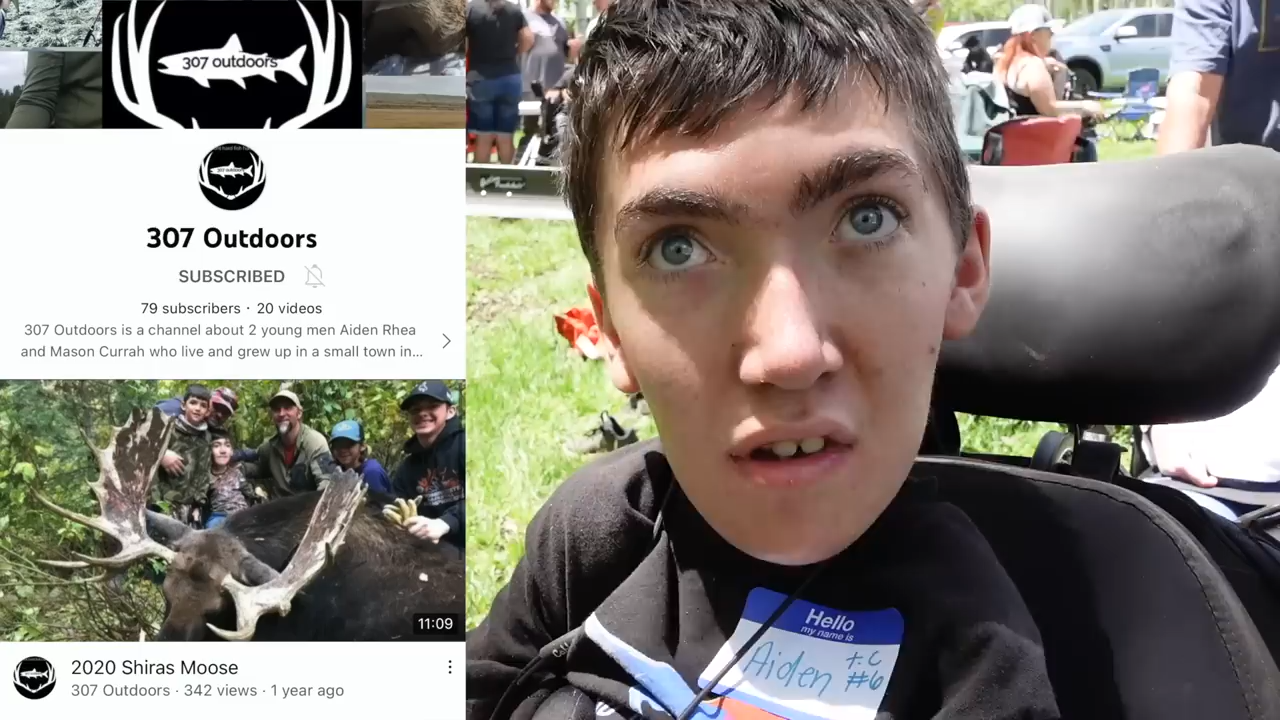 307 outdoors
307 Outdoors
SUBSCRIBED
79 subscribers · 20 videos
307 Outdoors is a channel about 2 young men Aiden Rhea
and Mason Currah who live and grew up in a small town in...
11:09
2020 Shiras Moose
307 Outdoors · 342 views · 1 year ago
Hello
my name is
Aiden
t.c
#6